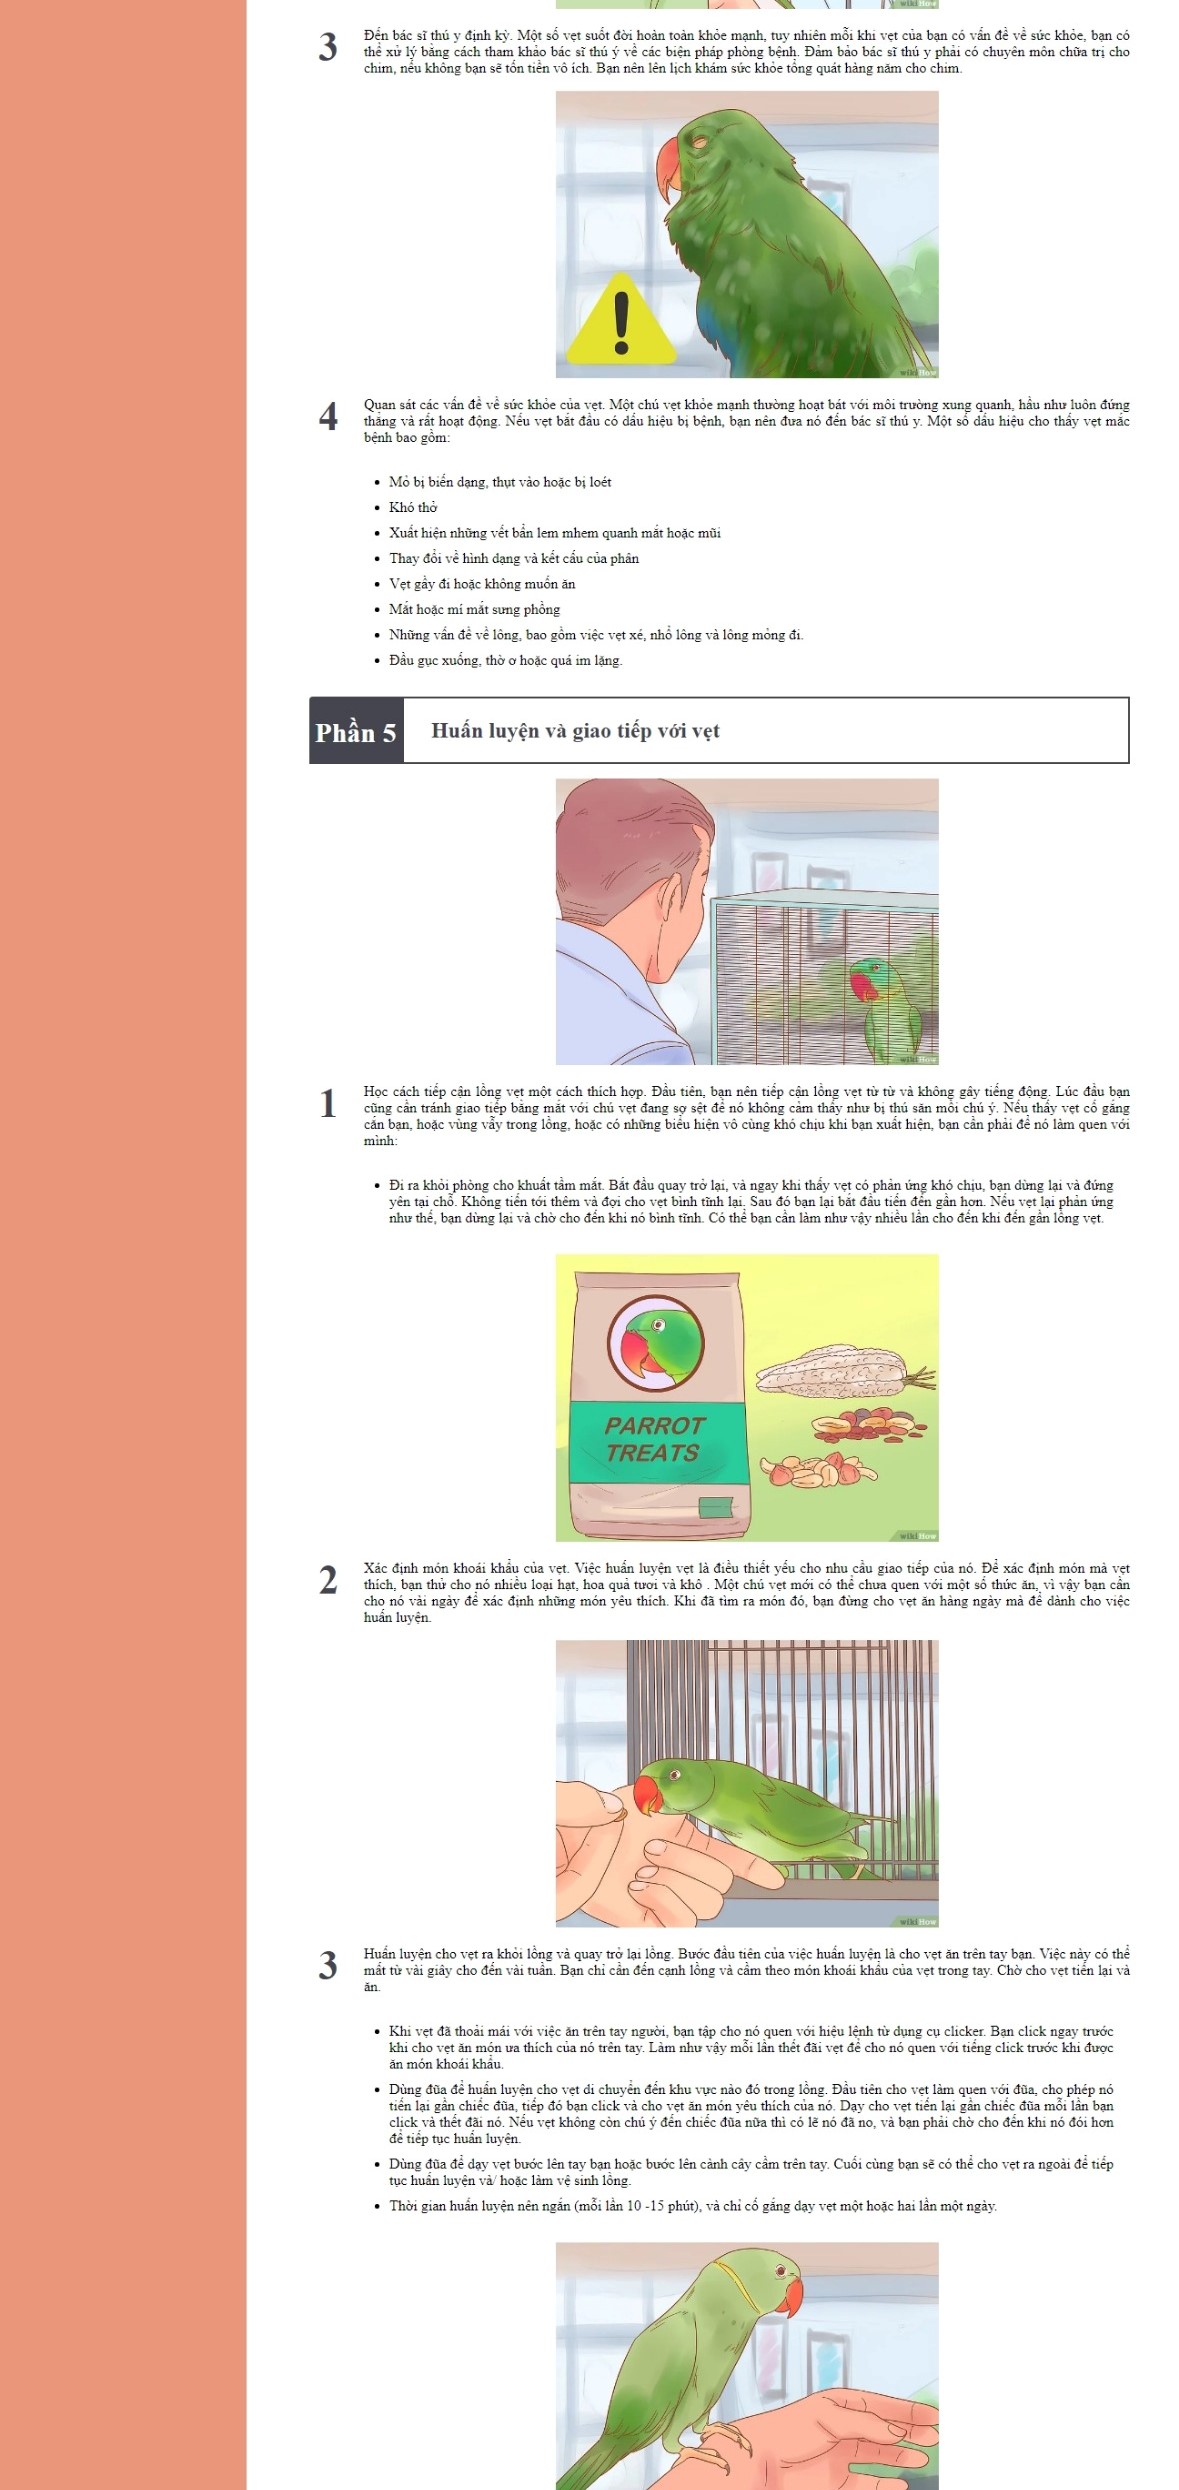 wikiHow
3
Đến bác sĩ thú y định kỳ. Một số vẹt suốt đời hoàn toàn khỏe mạnh, tuy nhiên mỗi khi vẹt của bạn có vấn đề về sức khỏe, bạn có
thể xử lý bằng cách tham khảo bác sĩ thú ý về các biện pháp phòng bệnh. Đảm bảo bác sĩ thú y phải có chuyên môn chữa trị cho
chim, nếu không bạn sẽ tốn tiền vô ích. Bạn nên lên lịch khám sức khỏe tổng quát hàng năm cho chim.
wikiHow
4
Quan sát các vấn đề về sức khỏe của vẹt. Một chú vẹt khỏe mạnh thường hoạt bát với môi trường xung quanh, hầu như luôn đứng
thẳng và rất hoạt động. Nếu vẹt bắt đầu có dấu hiệu bị bệnh, bạn nên đưa nó đến bác sĩ thú y. Một số dấu hiệu cho thấy vẹt mắc
bệnh bao gồm:
• Mỏ bị biến dạng, thụt vào hoặc bị loét
• Khó thở
• Xuất hiện những vết bẩn lem nhem quanh mắt hoặc mũi
• Thay đổi về hình dạng và kết cấu của phân
• Vẹt gầy đi hoặc không muốn ăn
• Mắt hoặc mí mắt sưng phồng
• Những vấn đề về lông, bao gồm việc vẹt xé, nhổ lông và lông mỏng đi.
• Đầu gục xuống, thờ ơ hoặc quá im lặng.
Phần 5
Huấn luyện và giao tiếp với vẹt
wikiHow
1
Học cách tiếp cận lồng vẹt một cách thích hợp. Đầu tiên, bạn nên tiếp cận lồng vẹt từ từ và không gây tiếng động. Lúc đầu bạn
cũng cần tránh giao tiếp bằng mắt với chú vẹt đang sợ sệt để nó không cảm thấy như bị thú săn mồi chú ý. Nếu thấy vẹt cố gắng
cắn bạn, hoặc vùng vẫy trong lồng, hoặc có những biểu hiện vô cùng khó chịu khi bạn xuất hiện, bạn cần phải để nó làm quen với
mình:
• Đi ra khỏi phòng cho khuất tầm mắt. Bắt đầu quay trở lại, và ngay khi thấy vẹt có phản ứng khó chịu, bạn dừng lại và đứng
yên tại chỗ. Không tiến tới thêm và đợi cho vẹt bình tĩnh lại. Sau đó bạn lại bắt đầu tiến đến gần hơn. Nếu vẹt lại phản ứng
như thế, bạn dừng lại và chờ cho đến khi nó bình tĩnh. Có thể bạn cần làm như vậy nhiều lần cho đến khi đến gần lồng vẹt.
PARROT
TREATS
wikiHow
2
Xác định món khoái khẩu của vẹt. Việc huấn luyện vẹt là điều thiết yếu cho nhu cầu giao tiếp của nó. Để xác định món mà vẹt
thích, bạn thử cho nó nhiều loại hạt, hoa quả tươi và khô . Một chú vẹt mới có thể chưa quen với một số thức ăn, vì vậy bạn cần
cho nó vài ngày để xác định những món yêu thích. Khi đã tìm ra món đó, bạn đừng cho vẹt ăn hàng ngày mà để dành cho việc
huấn luyện.
wikiHow
3
Huấn luyện cho vẹt ra khỏi lồng và quay trở lại lồng. Bước đầu tiên của việc huấn luyện là cho vẹt ăn trên tay bạn. Việc này có thể
mất từ vài giây cho đến vài tuần. Bạn chỉ cần đến cạnh lồng và cầm theo món khoái khẩu của vẹt trong tay. Chờ cho vẹt tiến lại và
ăn.
• Khi vẹt đã thoải mái với việc ăn trên tay người, bạn tập cho nó quen với hiệu lệnh từ dụng cụ clicker. Bạn click ngay trước
khi cho vẹt ăn món ưa thích của nó trên tay. Làm như vậy mỗi lần thết đãi vẹt để cho nó quen với tiếng click trước khi được
ăn món khoái khẩu.
• Dùng đũa để huấn luyện cho vẹt di chuyển đến khu vực nào đó trong lồng. Đầu tiên cho vẹt làm quen với đũa, cho phép nó
tiến lại gần chiếc đũa, tiếp đó bạn click và cho vẹt ăn món yêu thích của nó. Dạy cho vẹt tiến lại gần chiếc đũa mỗi lần bạn
click và thết đãi nó. Nếu vẹt không còn chú ý đến chiếc đũa nữa thì có lẽ nó đã no, và bạn phải chờ cho đến khi nó đói hơn
để tiếp tục huấn luyện.
• Dùng đũa để dạy vẹt bước lên tay bạn hoặc bước lên cành cây cầm trên tay. Cuối cùng bạn sẽ có thể cho vẹt ra ngoài để tiếp
tục huấn luyện và/ hoặc làm vệ sinh lồng.
• Thời gian huấn luyện nên ngắn (mỗi lần 10 -15 phút), và chỉ cố gắng dạy vẹt một hoặc hai lần một ngày.